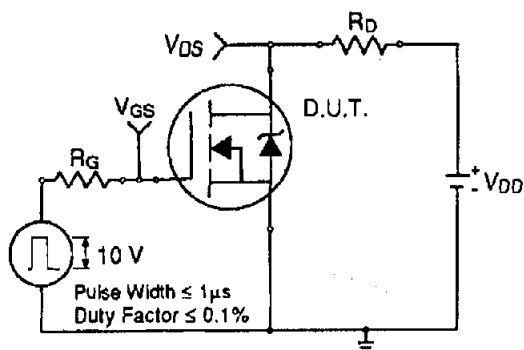 RD
VDS
D.U.T.
VGS
RG
+
-
VDD
10 V
Pulse Width ≤ 1µs
Duty Factor ≤ 0.1%